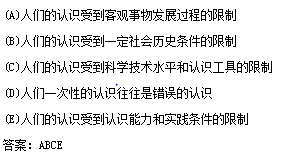 (A)人们的认识受到客观事物发展过程的限制
(B)人们的认识受到一定社会历史条件的限制
(C)人们的认识受到科学技术水平和认识工具的限制
(D)人们一次性的认识往往是错误的认识
(E)人们的认识受到认识能力和实践条件的限制
答案：ABCE